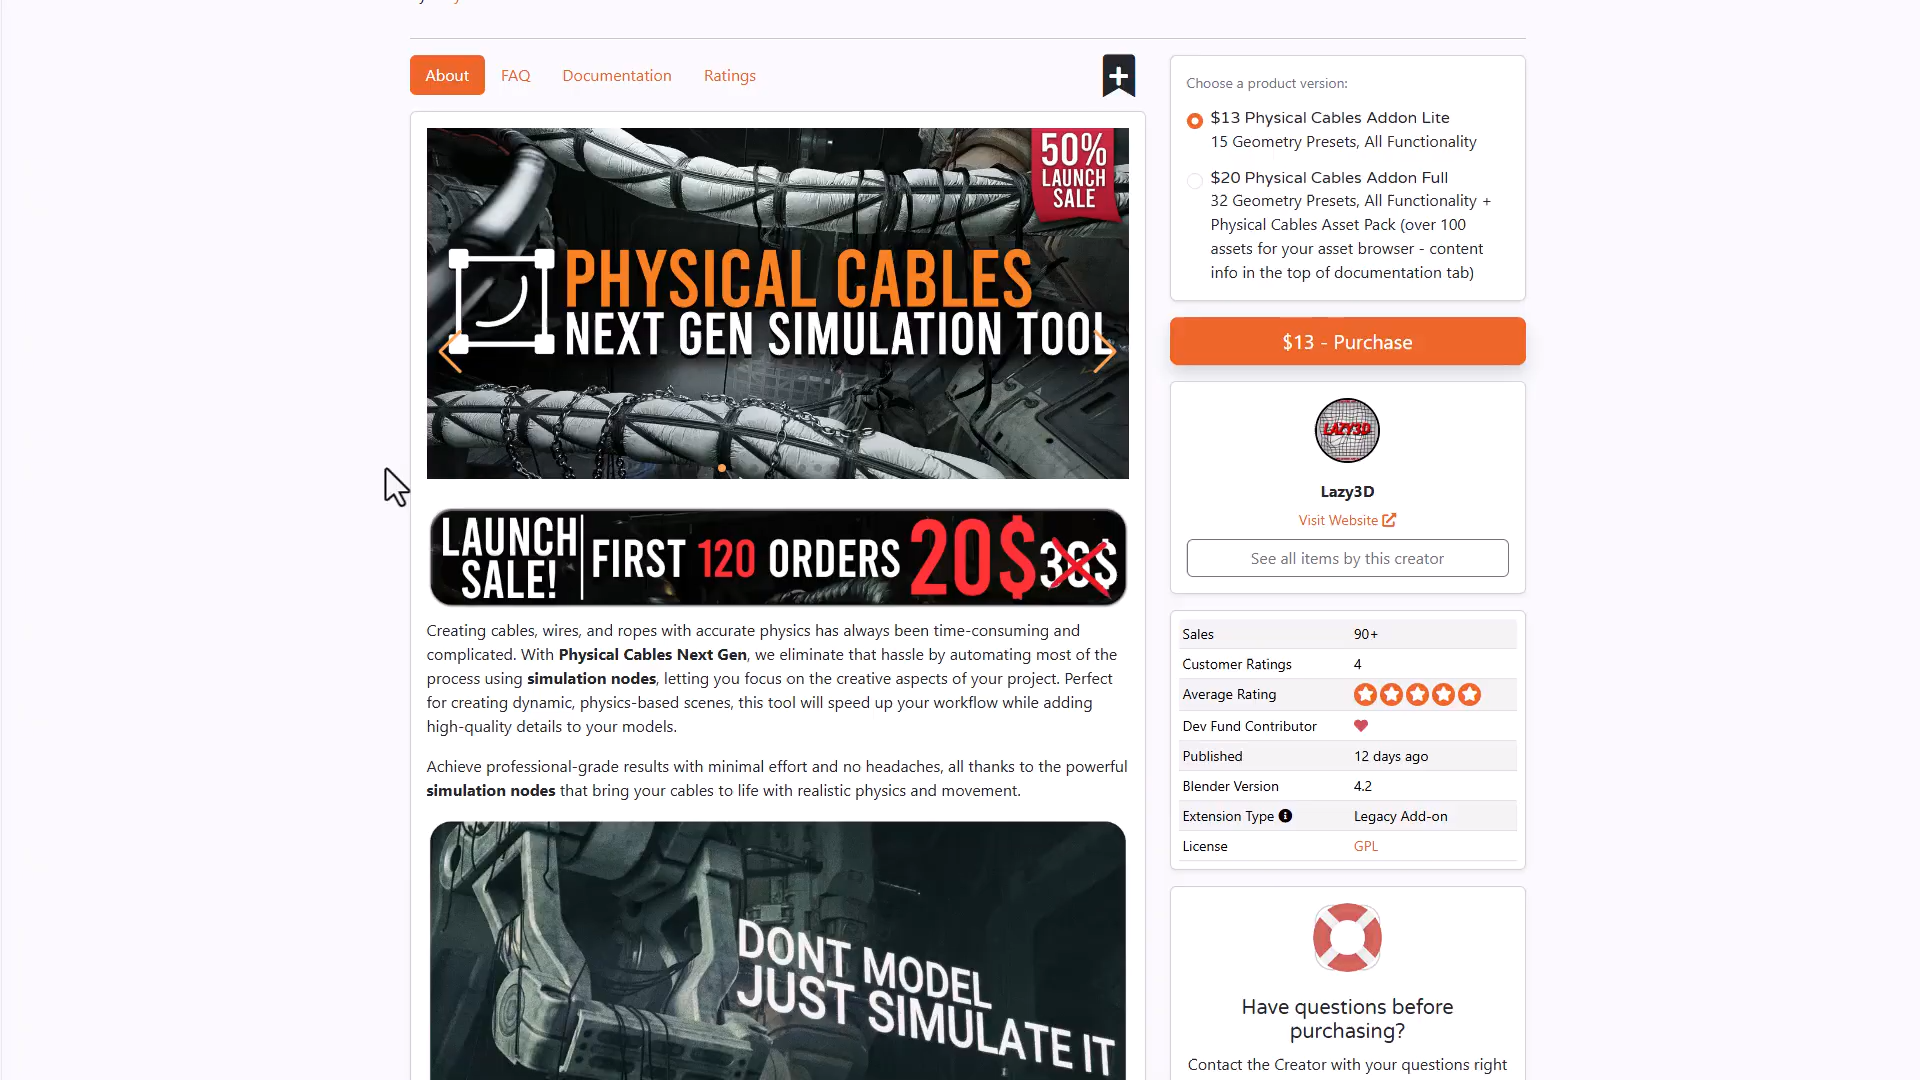 About
FAQ
Documentation
Ratings
50%
LAUNCH
SALE
PHYSICAL CABLES
NEXT GEN SIMULATION TOOL
LAUNCH
SALE!
FIRST 120 ORDERS 20$ 30$
Creating cables, wires, and ropes with accurate physics has always been time-consuming and
complicated. With Physical Cables Next Gen, we eliminate that hassle by automating most of the
process using simulation nodes, letting you focus on the creative aspects of your project. Perfect
for creating dynamic, physics-based scenes, this tool will speed up your workflow while adding
high-quality details to your models.
Achieve professional-grade results with minimal effort and no headaches, all thanks to the powerful
simulation nodes that bring your cables to life with realistic physics and movement.
DONT MODEL
JUST SIMULATE IT
Choose a product version:
$13 Physical Cables Addon Lite
15 Geometry Presets, All Functionality
$20 Physical Cables Addon Full
32 Geometry Presets, All Functionality +
Physical Cables Asset Pack (over 100
assets for your asset browser - content
info in the top of documentation tab)
$13 - Purchase
LAZY3D
Lazy3D
Visit Website
See all items by this creator
Sales 90+
Customer Ratings 4
Average Rating
Dev Fund Contributor
Published 12 days ago
Blender Version 4.2
Extension Type Legacy Add-on
License GPL
Have questions before
purchasing?
Contact the Creator with your questions right